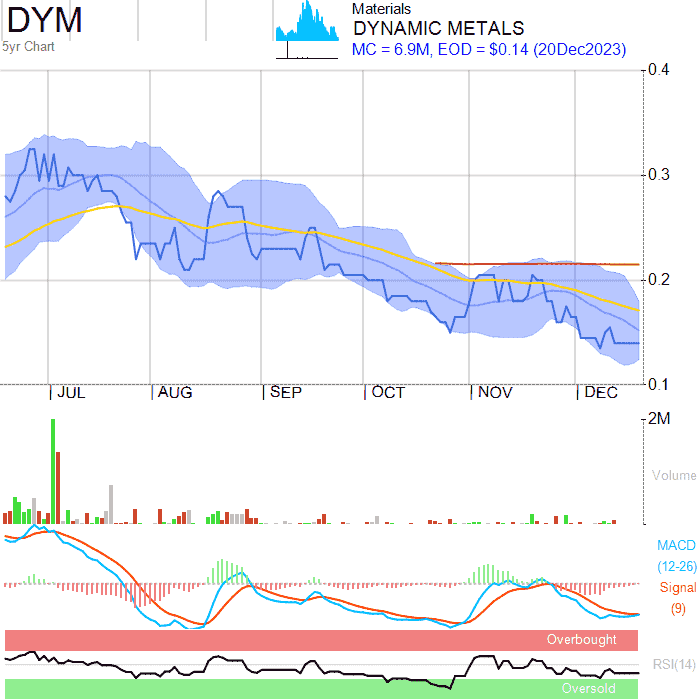 DYM
5yr Chart
Materials
DYNAMIC METALS
MC = 6.9M, EOD = $0.14 (20Dec2023)
0.4
0.3
0.2
0.1
JUL
AUG
SEP
OCT
NOV
DEC
2M
Volume
MACD
(12-26)
Signal
(9)
Overbought
RSI(14)
Oversold